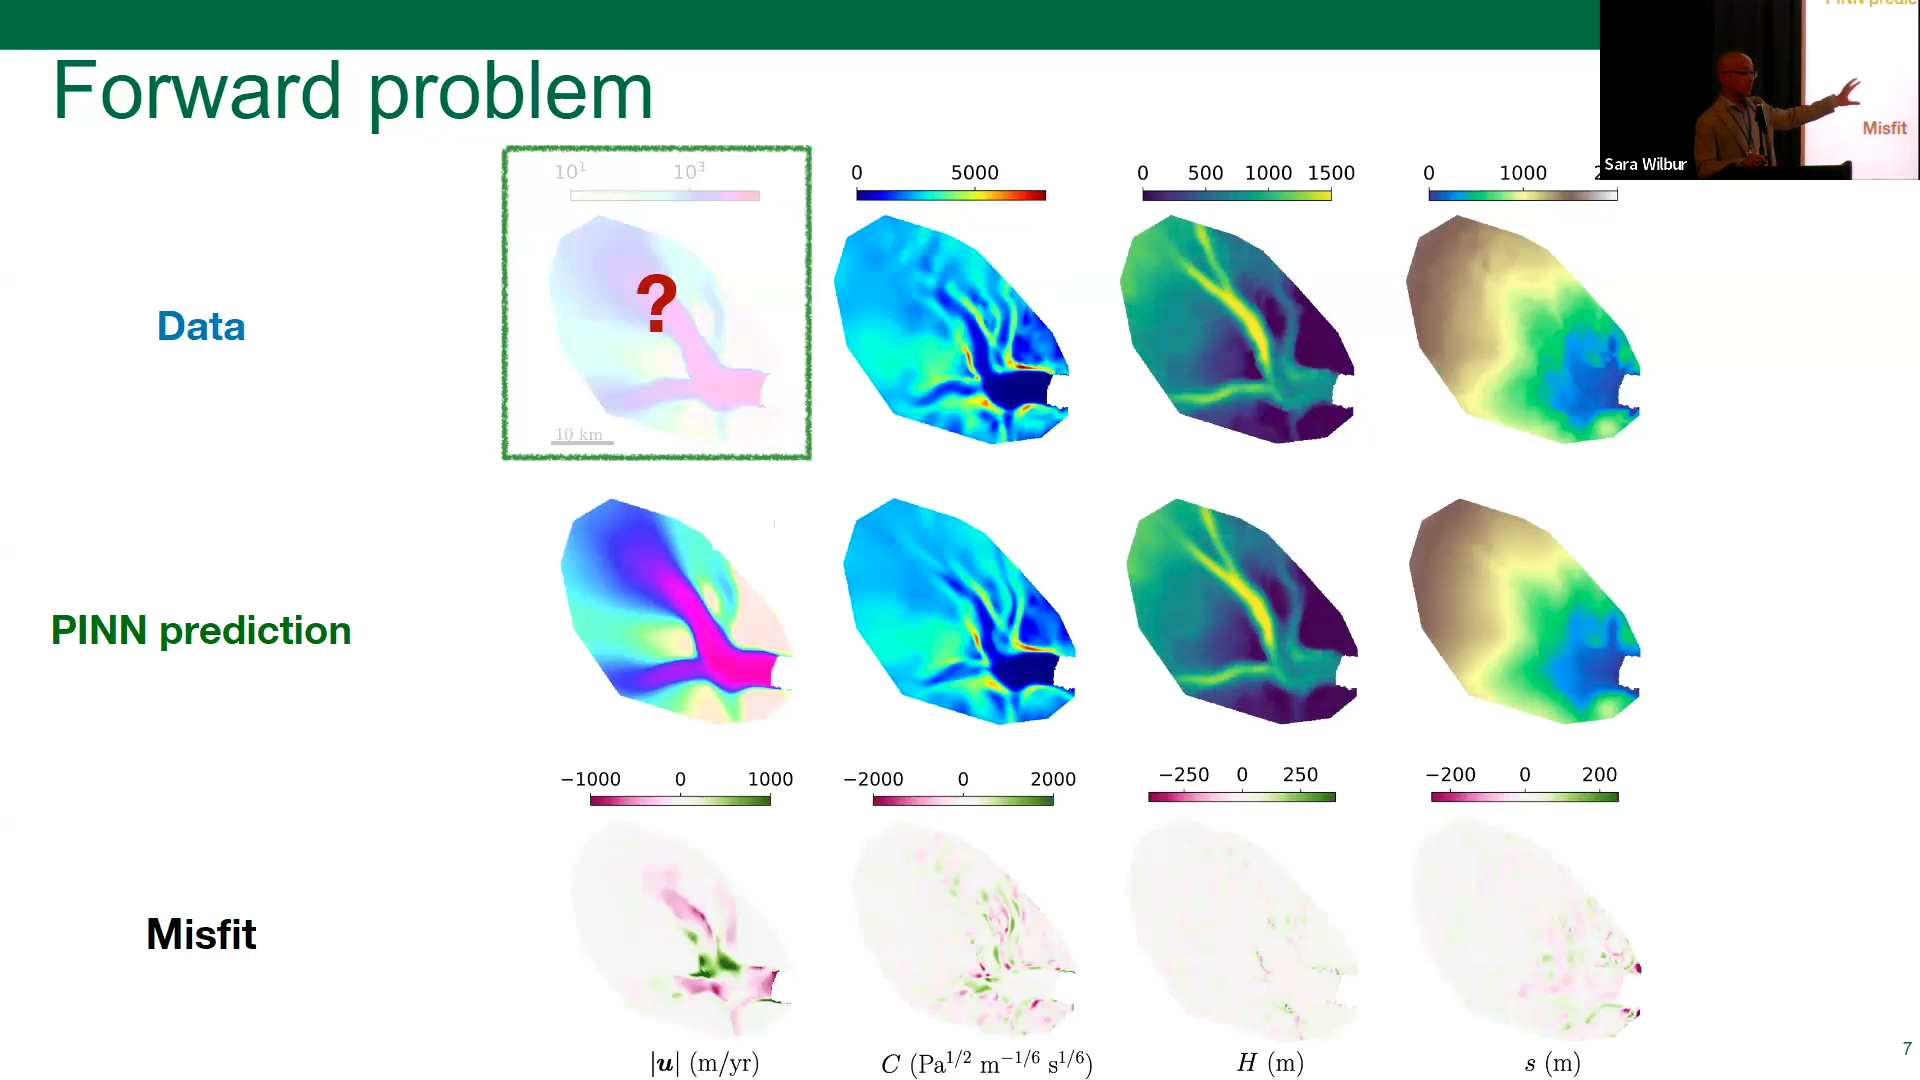 Forward problem
PINN predic
Misfit
Sara Wilbur
10¹ 10³
0 5000
0 500 1000 1500
0 1000
?
Data
10 km
PINN prediction
−1000 0 1000
−2000 0 2000
−250 0 250
−200 0 200
Misfit
|u| (m/yr)
C (Pa^1/2 m^−1/6 s^1/6)
H (m)
s (m)
7